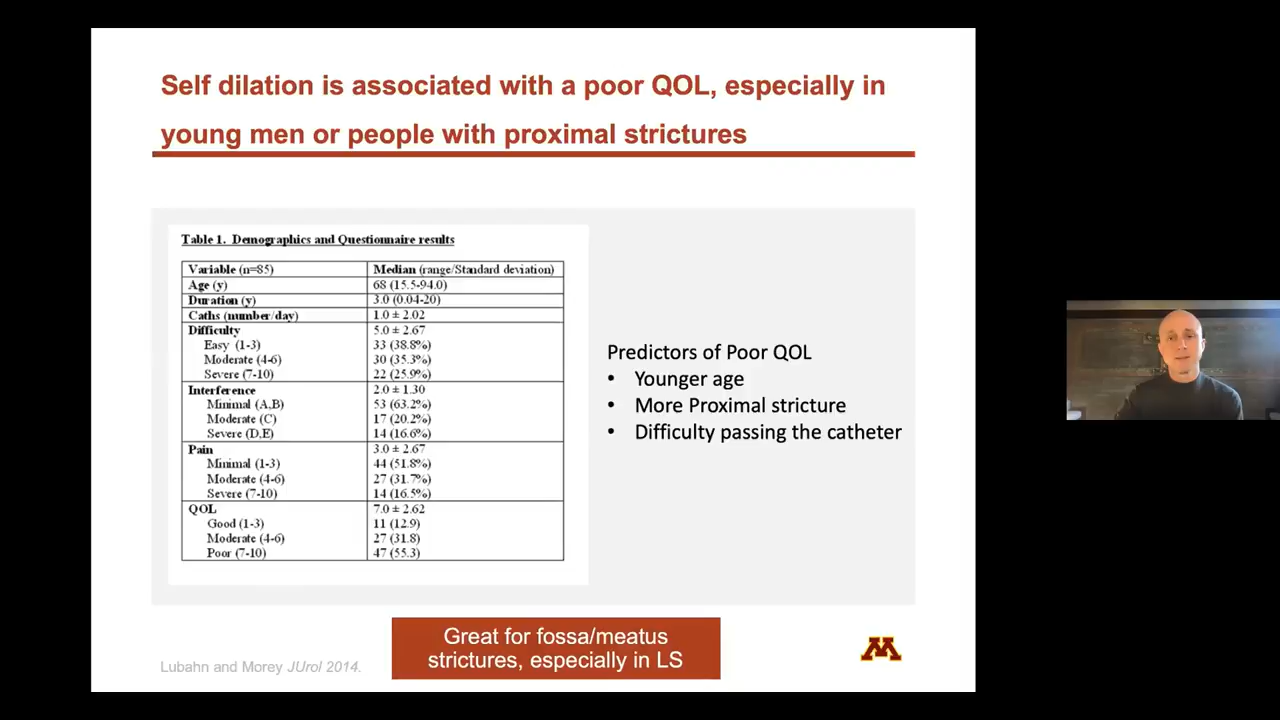 Self dilation is associated with a poor QOL, especially in
young men or people with proximal strictures
Table 1. Demographics and Questionnaire results
Variable (n=85) Median (range/Standard deviation)
Age (y) 68 (15.5-94.0)
Duration (y) 3.0 (0.04-20)
Caths (number/day) 1.0 ± 2.02
Difficulty 5.0 ± 2.67
Easy (1-3) 33 (38.8%)
Moderate (4-6) 30 (35.3%)
Severe (7-10) 22 (25.9%)
Interference 2.0 ± 1.30
Minimal (A,B) 53 (63.2%)
Moderate (C) 17 (20.2%)
Severe (D,E) 14 (16.6%)
Pain 3.0 ± 2.67
Minimal (1-3) 44 (51.8%)
Moderate (4-6) 27 (31.7%)
Severe (7-10) 14 (16.5%)
QOL 7.0 ± 2.62
Good (1-3) 11 (12.9)
Moderate (4-6) 27 (31.8)
Poor (7-10) 47 (55.3)
Predictors of Poor QOL
• Younger age
• More Proximal stricture
• Difficulty passing the catheter
Great for fossa/meatus
strictures, especially in LS
Lubahn and Morey JUrol 2014.
M